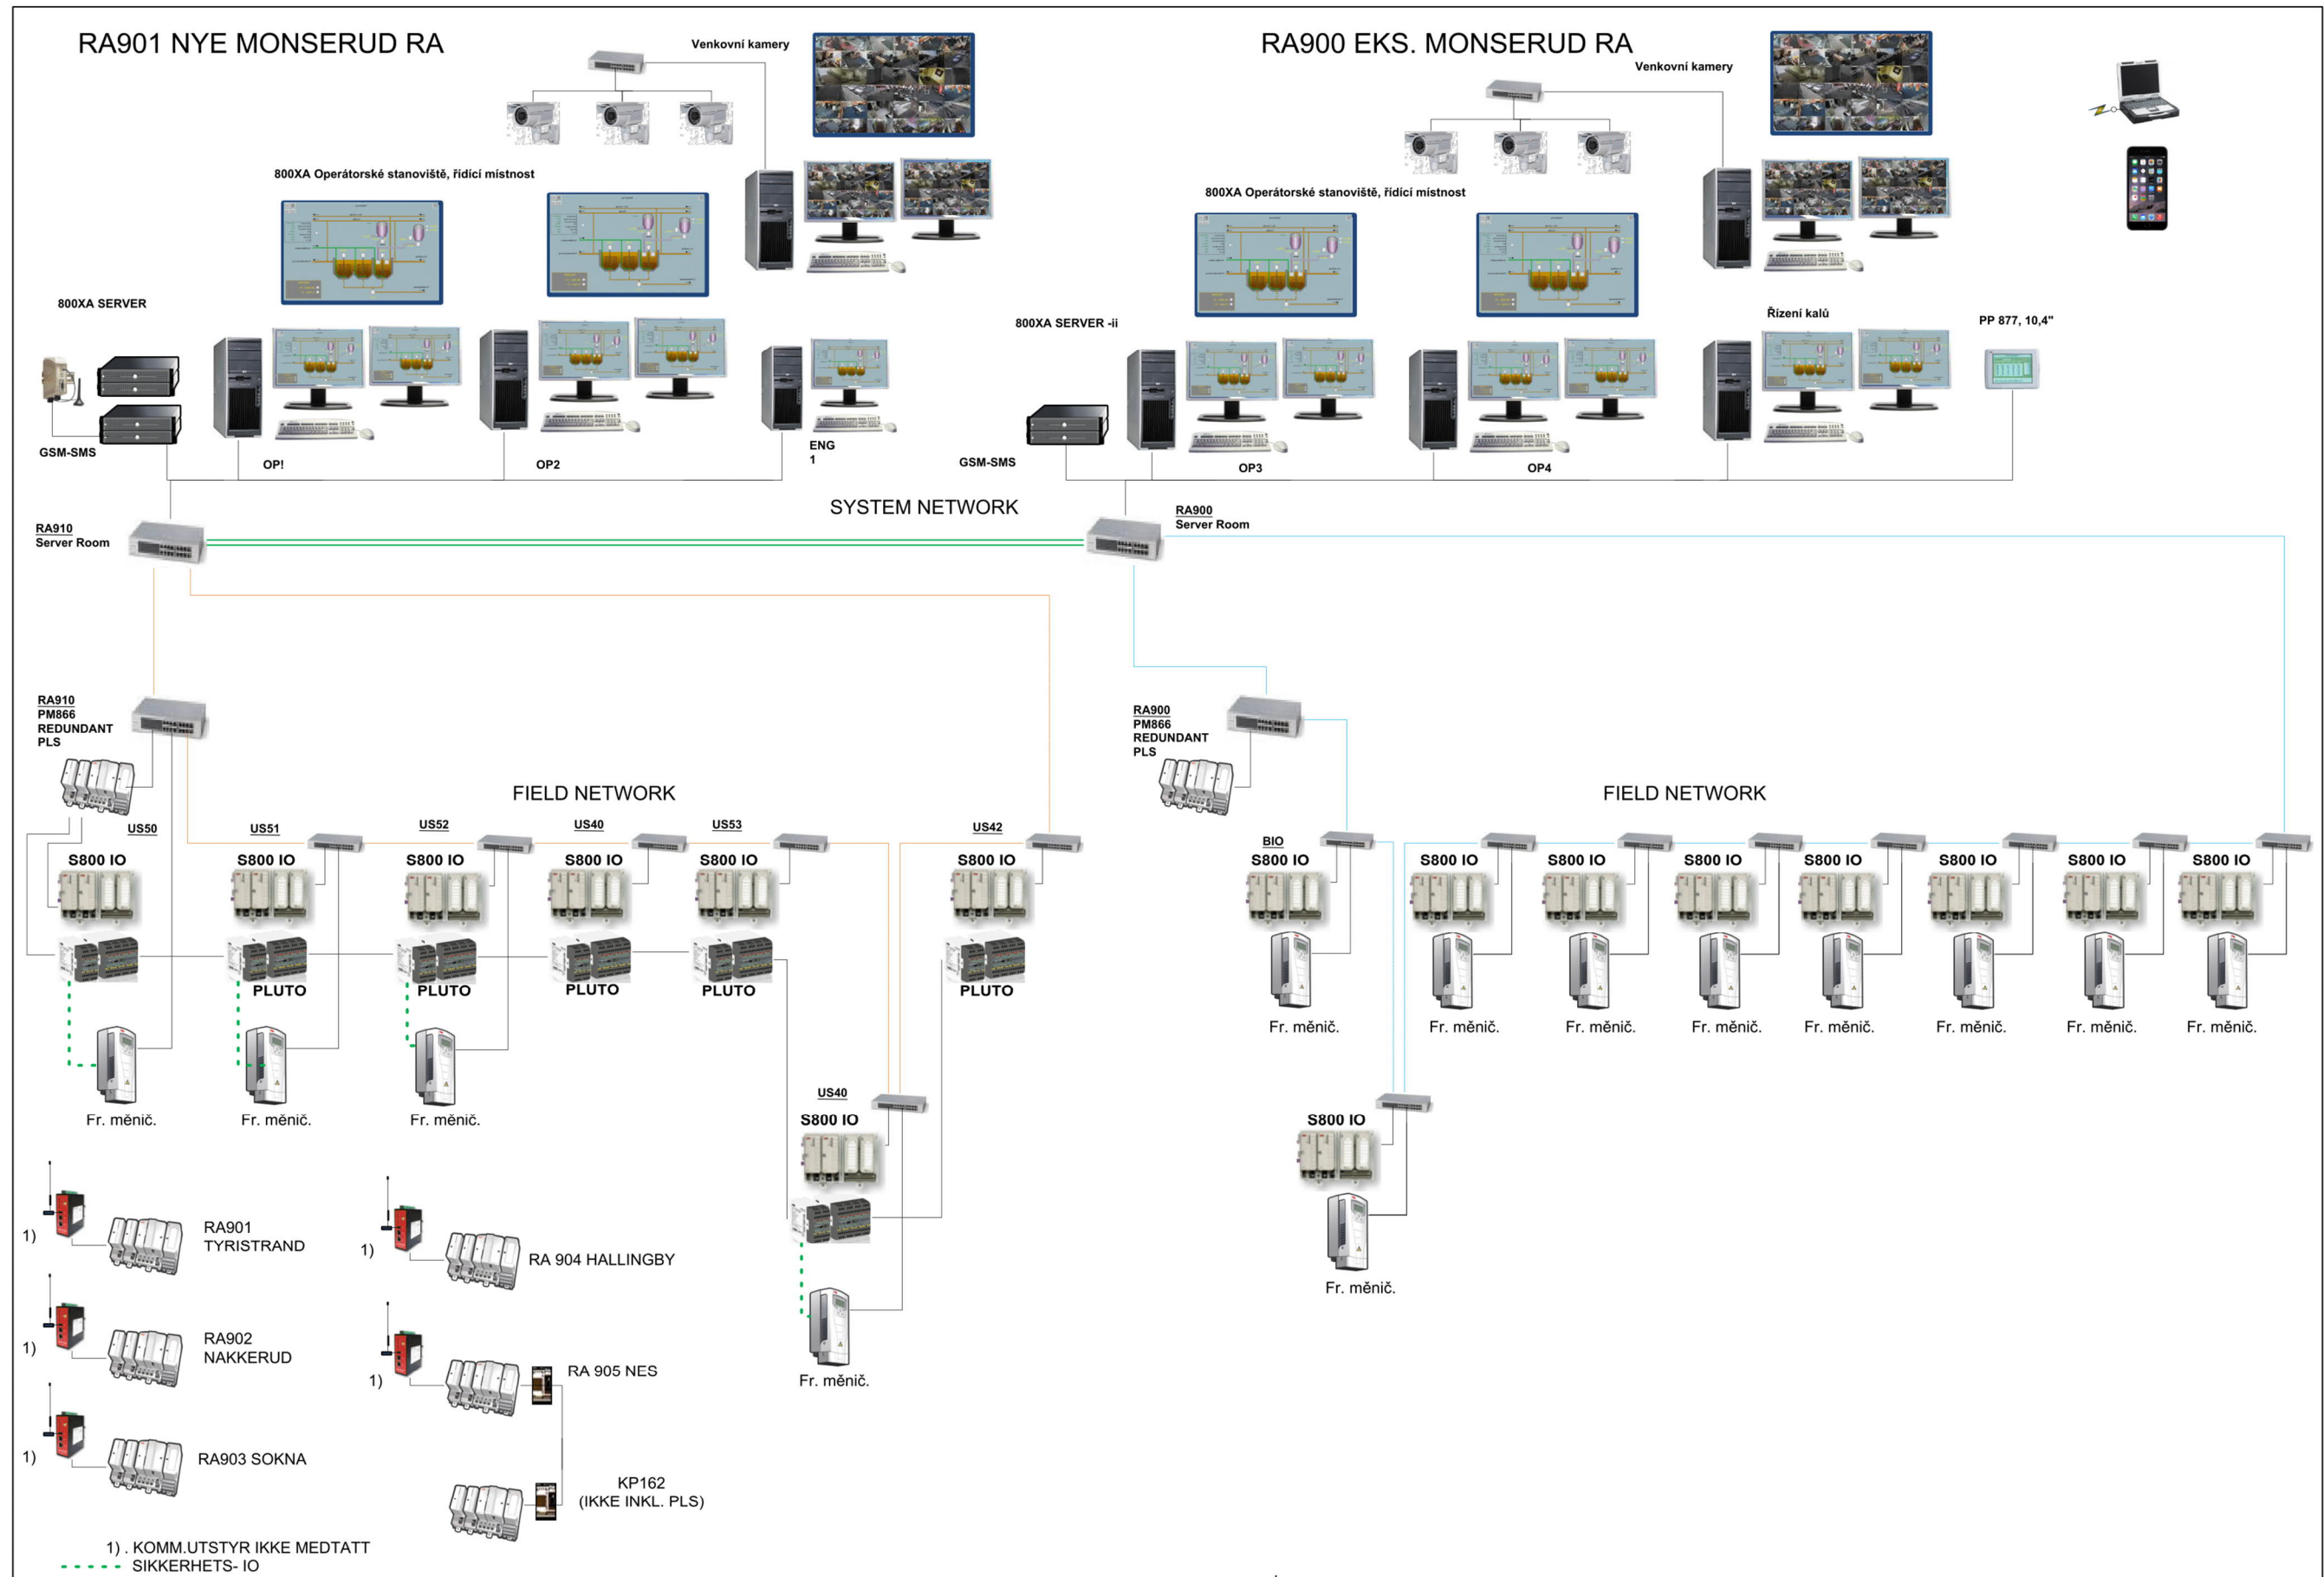 RA901 NYE MONSERUD RA
Venkovní kamery
800XA Operátorské stanoviště, řídící místnost
800XA SERVER
GSM-SMS
OP!
OP2
ENG
1
RA900 EKS. MONSERUD RA
Venkovní kamery
800XA Operátorské stanoviště, řídící místnost
800XA SERVER -ii
Řízení kalů
PP 877, 10,4"
GSM-SMS
OP3
OP4
SYSTEM NETWORK
RA910
Server Room
RA900
Server Room
RA910
PM866
REDUNDANT
PLS
FIELD NETWORK
US50
US51
US52
US40
US53
US42
S800 IO
S800 IO
S800 IO
S800 IO
S800 IO
S800 IO
PLUTO
PLUTO
PLUTO
PLUTO
PLUTO
Fr. měnič.
Fr. měnič.
Fr. měnič.
US40
S800 IO
Fr. měnič.
RA900
PM866
REDUNDANT
PLS
FIELD NETWORK
BIO
S800 IO
S800 IO
S800 IO
S800 IO
S800 IO
S800 IO
S800 IO
S800 IO
Fr. měnič.
Fr. měnič.
Fr. měnič.
Fr. měnič.
Fr. měnič.
Fr. měnič.
Fr. měnič.
Fr. měnič.
S800 IO
Fr. měnič.
1)
RA901
TYRISTRAND
1)
RA 904 HALLINGBY
1)
RA902
NAKKERUD
1)
RA 905 NES
1)
RA903 SOKNA
KP162
(IKKE INKL. PLS)
1) . KOMM.UTSTYR IKKE MEDTATT
SIKKERHETS- IO